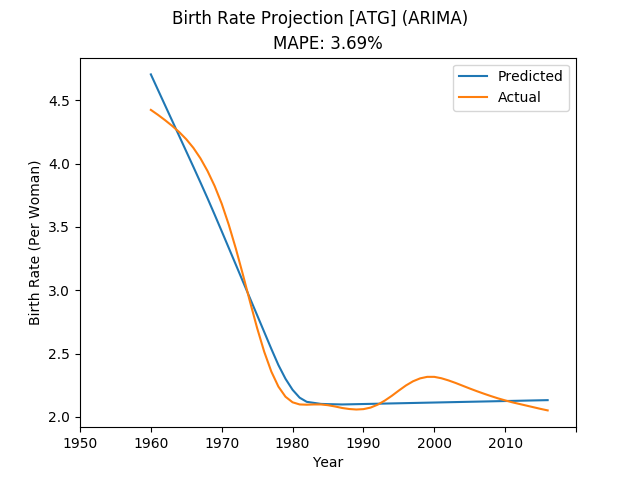 Birth Rate Projection [ATG] (ARIMA)
MAPE: 3.69%
Predicted
Actual
Birth Rate (Per Woman)
4.5
4.0
3.5
3.0
2.5
2.0
1950 1960 1970 1980 1990 2000 2010
Year